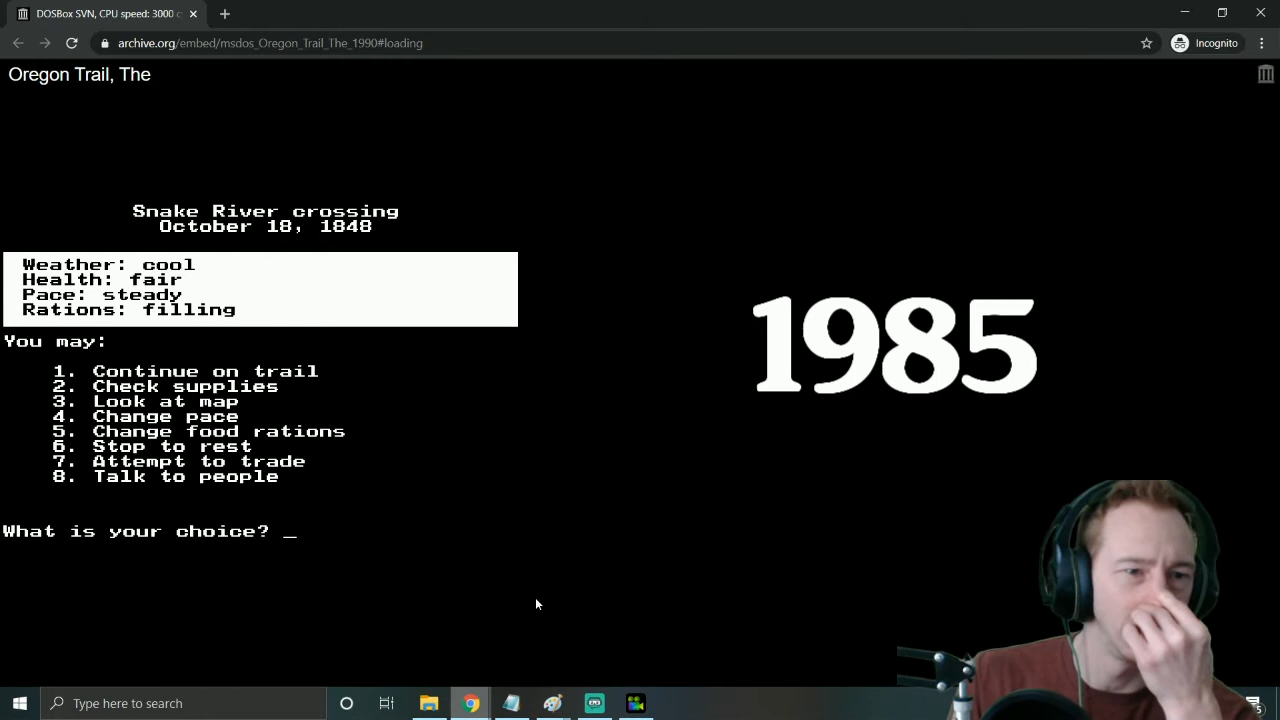 DOSBox SVN, CPU speed: 3000 c
archive.org/embed/msdos_Oregon_Trail_The_1990#loading
Incognito
Oregon Trail, The
Snake River crossing
October 18, 1848
Weather: cool
Health: fair
Pace: steady
Rations: filling
You may:
1. Continue on trail
2. Check supplies
3. Look at map
4. Change pace
5. Change food rations
6. Stop to rest
7. Attempt to trade
8. Talk to people
What is your choice? _
1985
Type here to search